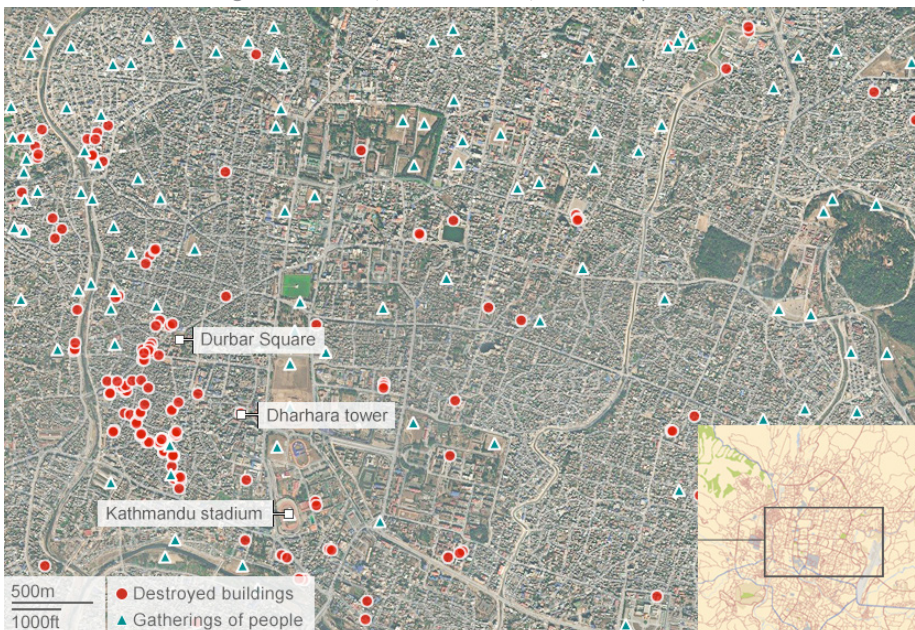 Durbar Square
Dharhara tower
Kathmandu stadium
500m
1000ft
Destroyed buildings
Gatherings of people